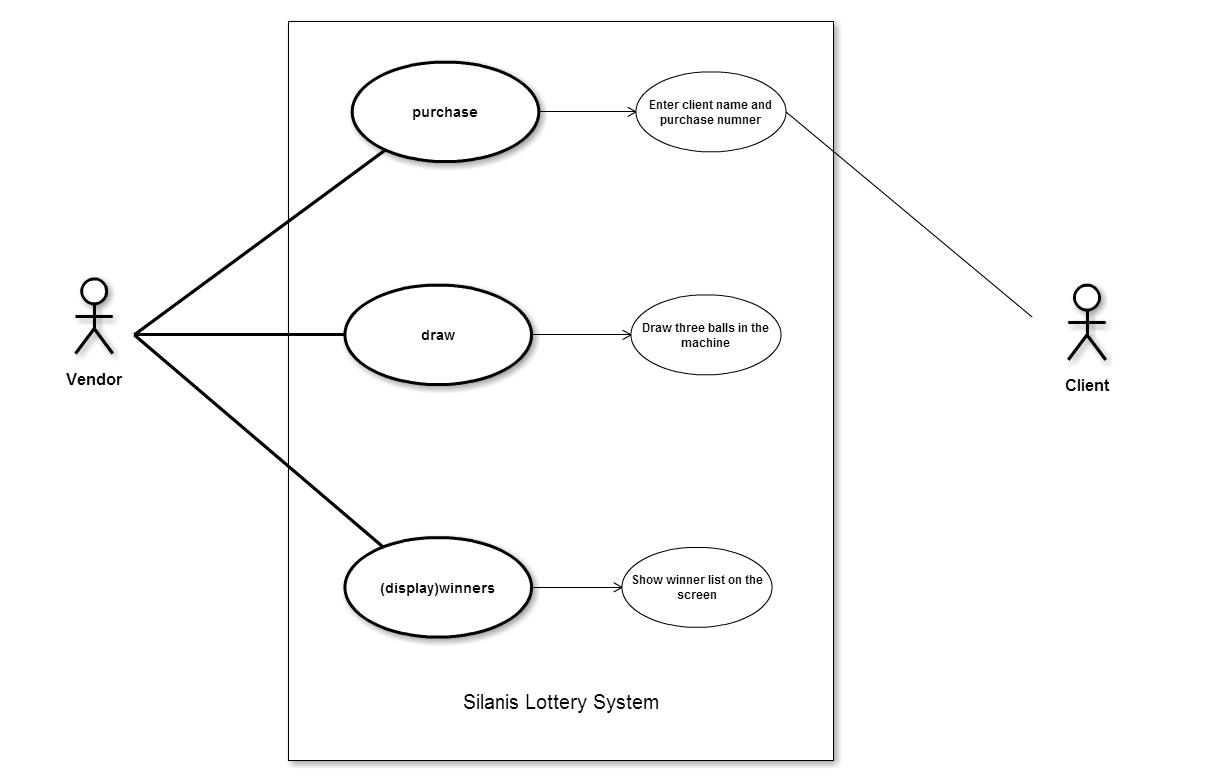 purchase
Enter client name and
purchase numner
draw
Draw three balls in the
machine
Vendor
Client
(display)winners
Show winner list on the
screen
Silanis Lottery System